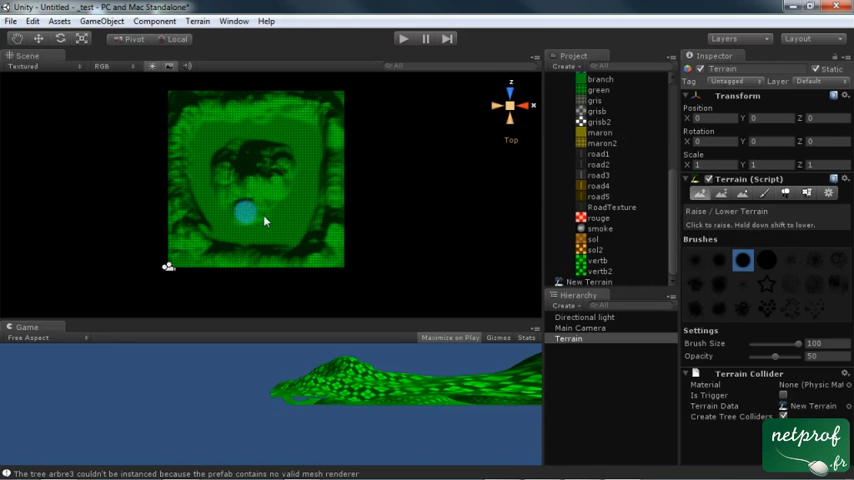 Unity - Untitled - _test - PC and Mac Standalone*
File Edit Assets GameObject Component Terrain Window Help
Pivot Local Layers Layout
Scene
Textured RGB All
z
x
Top
Game
Free Aspect Maximize on Play Gizmos Stats
Project
Create All
branch
green
gris
grisb
grisb2
maron
maron2
road1
road2
road3
road4
road5
RoadTexture
rouge
smoke
sol
sol2
vertb
vertb2
New Terrain
Hierarchy
Create All
Directional light
Main Camera
Terrain
Inspector
Terrain Static
Tag Untagged Layer Default
Transform
Position
X 0 Y 0 Z 0
Rotation
X 0 Y 0 Z 0
Scale
X 1 Y 1 Z 1
Terrain (Script)
Raise / Lower Terrain
Click to raise. Hold down shift to lower.
Brushes
Settings
Brush Size 100
Opacity 50
Terrain Collider
Material None (Physic Mat
Is Trigger
Terrain Data New Terrain
Create Tree Colliders
netprof
.fr
The tree arbre3 couldn't be instanced because the prefab contains no valid mesh renderer